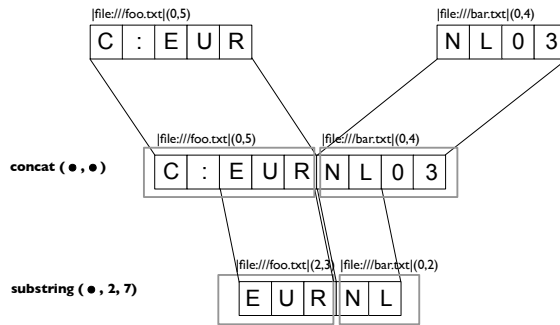 |file:///foo.txt|(0,5) |file:///bar.txt|(0,4)
C : E U R N L 0 3
|file:///foo.txt|(0,5) |file:///bar.txt|(0,4)
concat ( ● , ● ) C : E U R N L 0 3
|file:///foo.txt|(2,3) |file:///bar.txt|(0,2)
substring ( ● , 2, 7) E U R N L